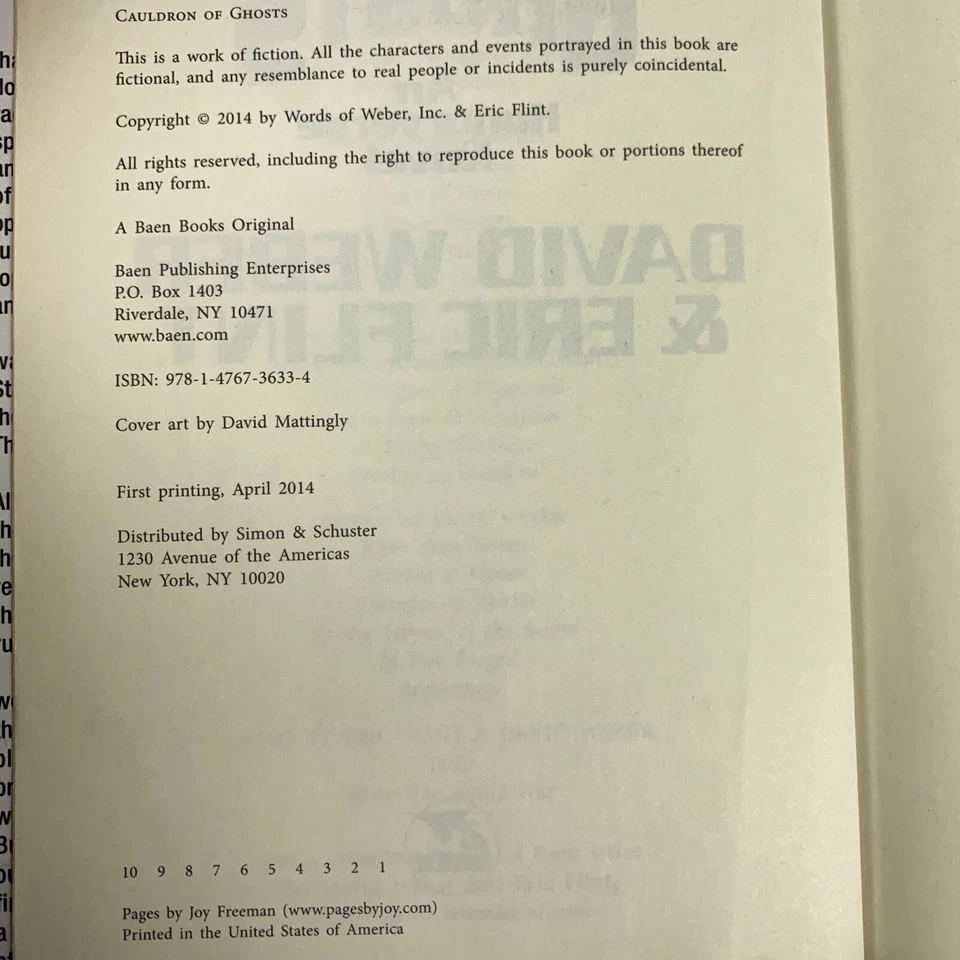 CAULDRON OF GHOSTS
This is a work of fiction. All the characters and events portrayed in this book are
fictional, and any resemblance to real people or incidents is purely coincidental.
Copyright © 2014 by Words of Weber, Inc. & Eric Flint.
All rights reserved, including the right to reproduce this book or portions thereof
in any form.
A Baen Books Original
Baen Publishing Enterprises
P.O. Box 1403
Riverdale, NY 10471
www.baen.com
ISBN: 978-1-4767-3633-4
Cover art by David Mattingly
First printing, April 2014
Distributed by Simon & Schuster
1230 Avenue of the Americas
New York, NY 10020
10 9 8 7 6 5 4 3 2 1
Pages by Joy Freeman (www.pagesbyjoy.com)
Printed in the United States of America
DAVID WEBER
& ERIC FLINT